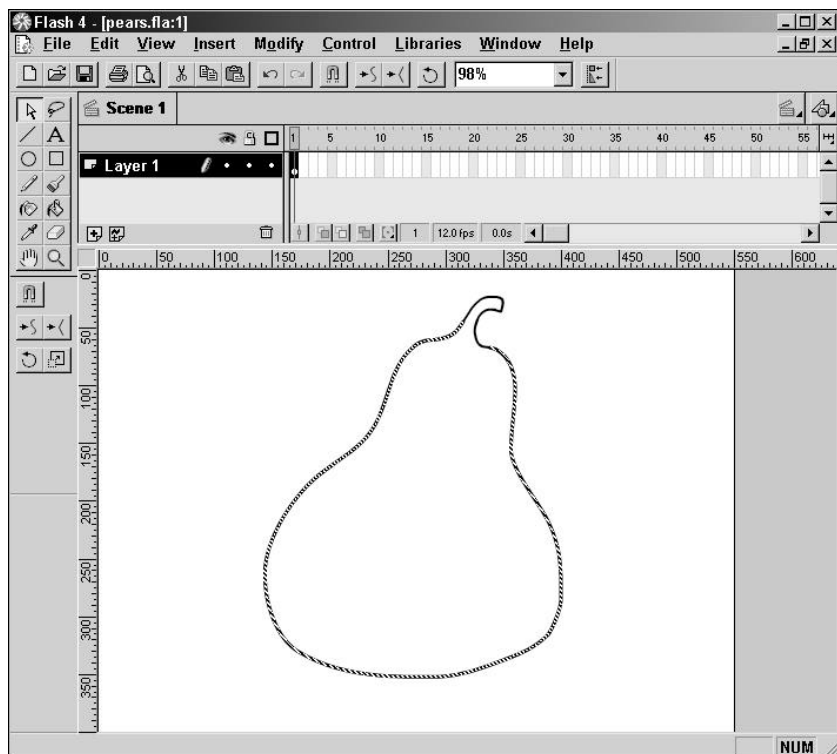 Flash 4 - [pears.fla:1]
File Edit View Insert Modify Control Libraries Window Help
98%
Scene 1
1 5 10 15 20 25 30 35 40 45 50 55
Layer 1
1 12.0 fps 0.0s
0 50 100 150 200 250 300 350 400 450 500 550 600
0
50
100
150
200
250
300
350
NUM